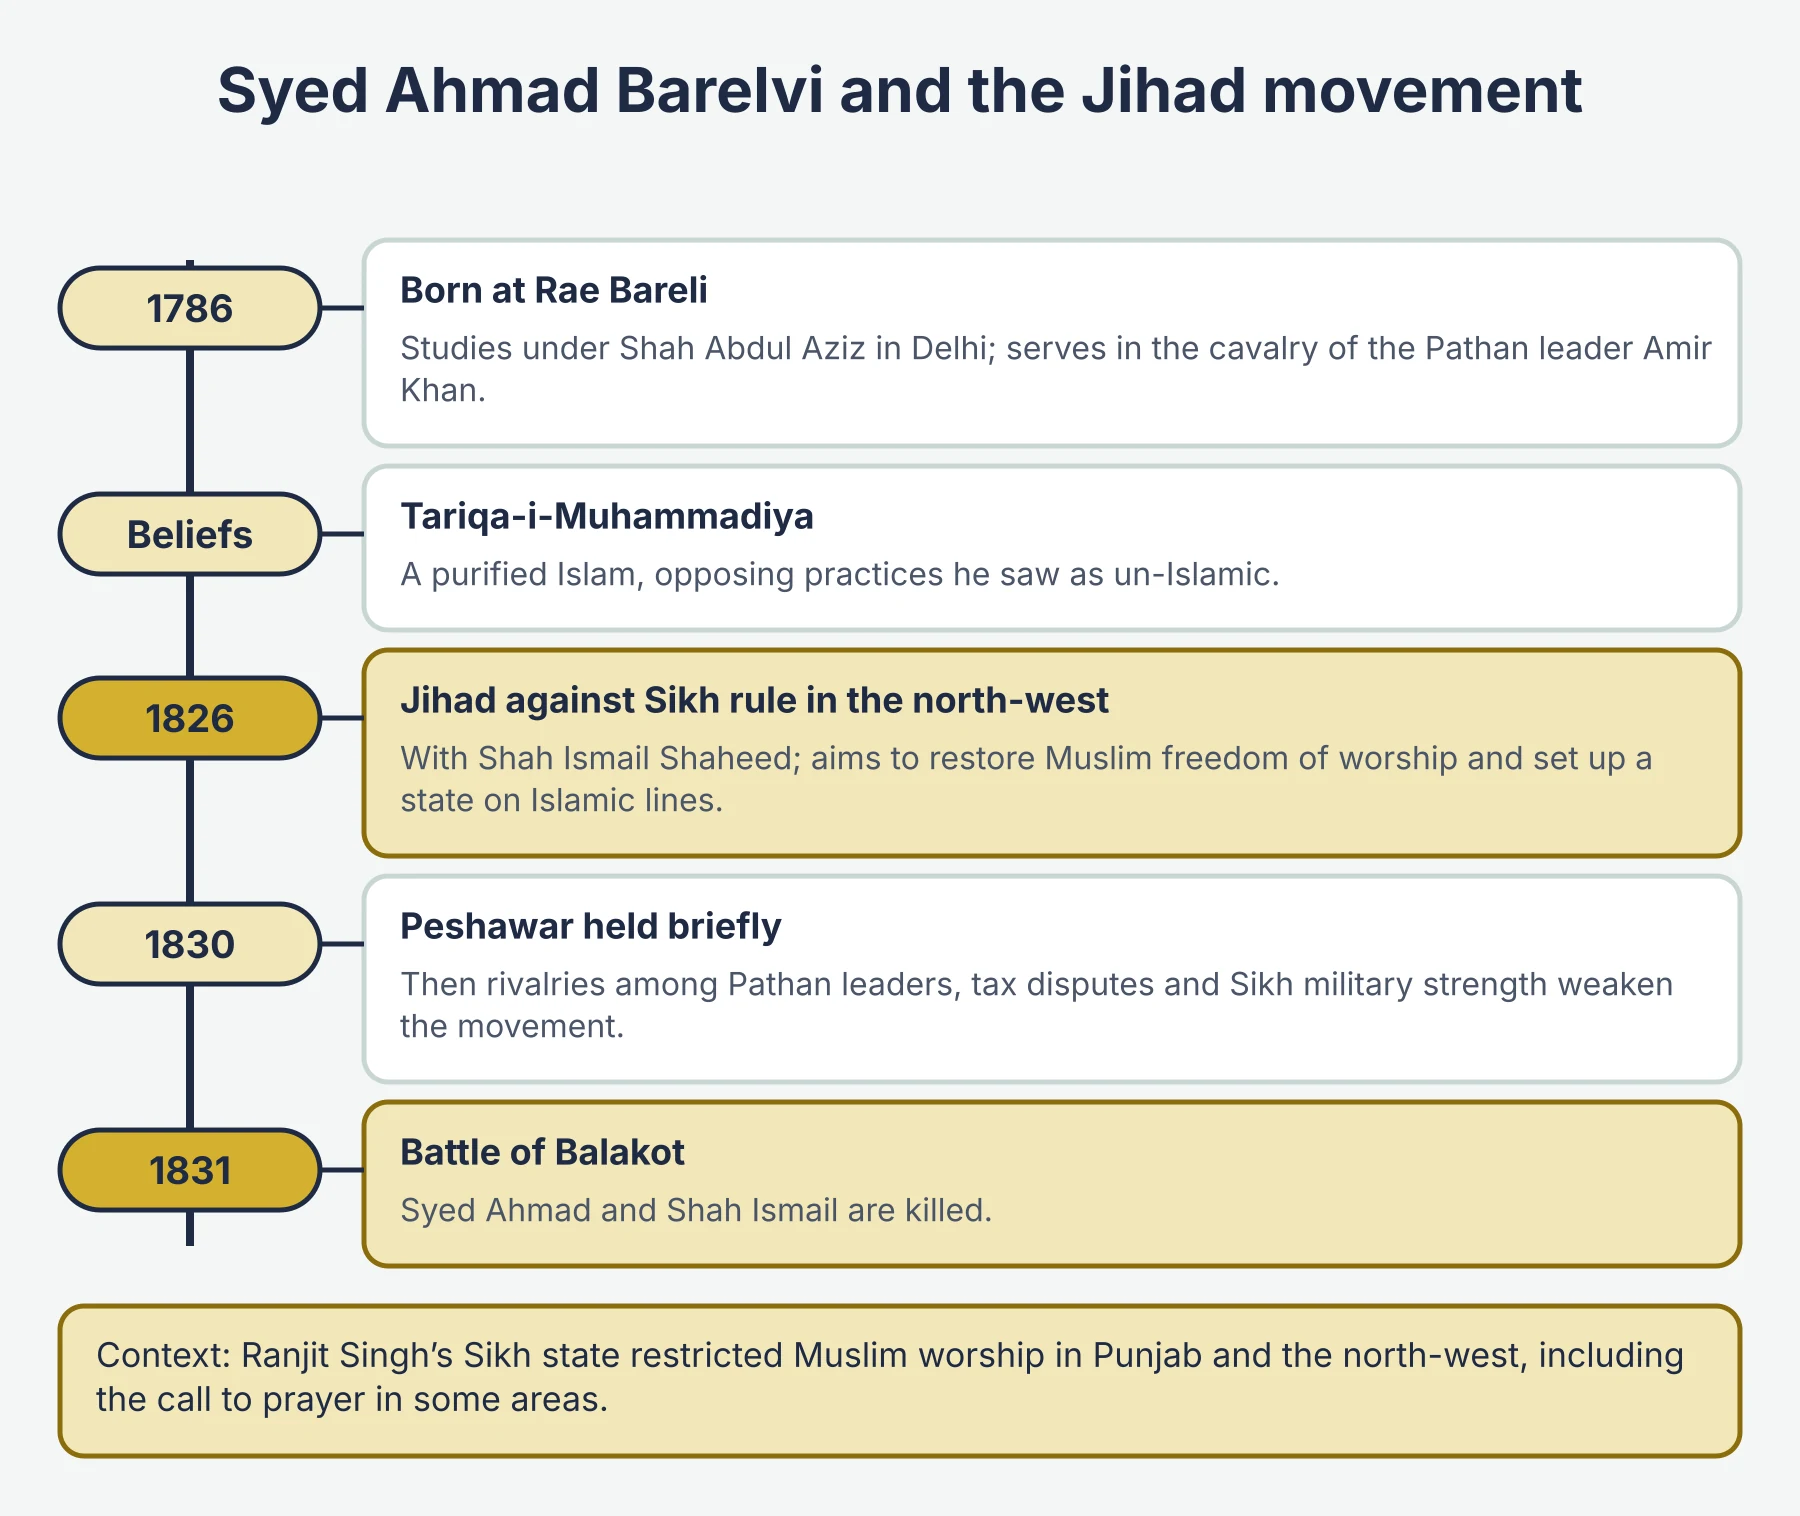 Syed Ahmad Barelvi and the Jihad movement
1786
Born at Rae Bareli
Studies under Shah Abdul Aziz in Delhi; serves in the cavalry of the Pathan leader Amir
Khan.
Beliefs
Tariqa-i-Muhammadiya
A purified Islam, opposing practices he saw as un-Islamic.
1826
Jihad against Sikh rule in the north-west
With Shah Ismail Shaheed; aims to restore Muslim freedom of worship and set up a
state on Islamic lines.
1830
Peshawar held briefly
Then rivalries among Pathan leaders, tax disputes and Sikh military strength weaken
the movement.
1831
Battle of Balakot
Syed Ahmad and Shah Ismail are killed.
Context: Ranjit Singh’s Sikh state restricted Muslim worship in Punjab and the north-west, including
the call to prayer in some areas.